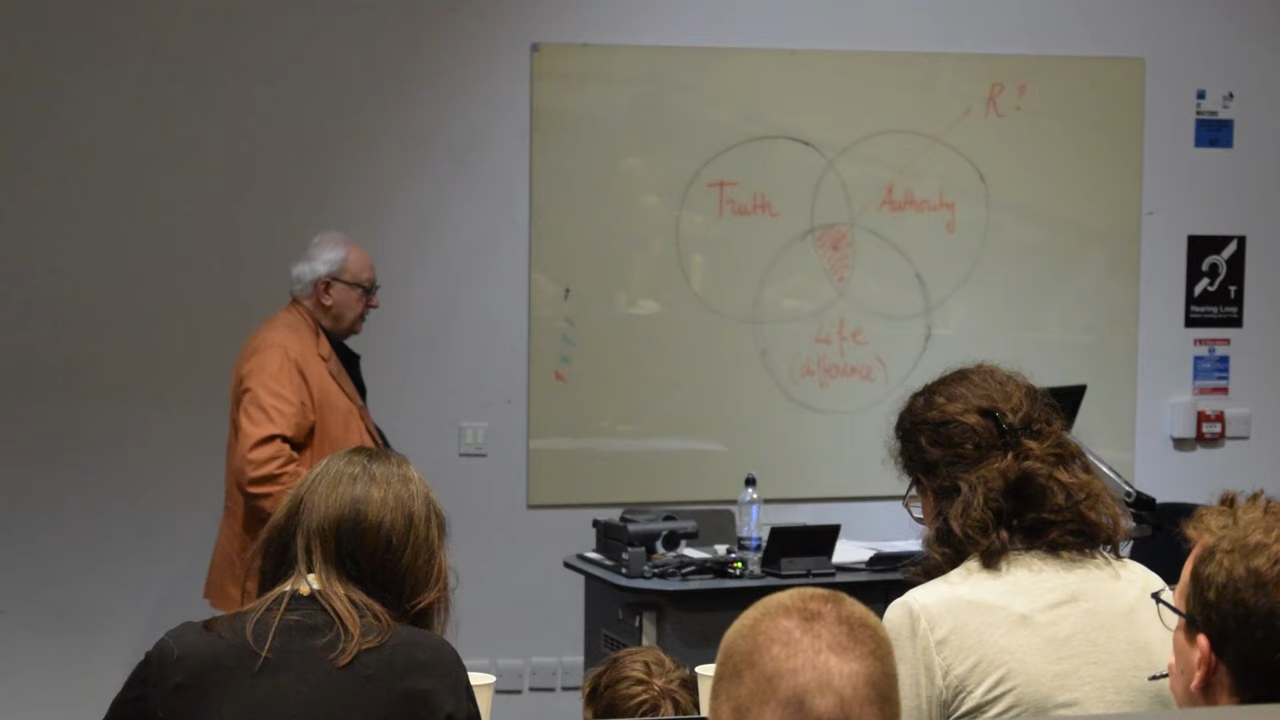 R?
Truth
Authority
Life
(difference)
T
Hearing Loop